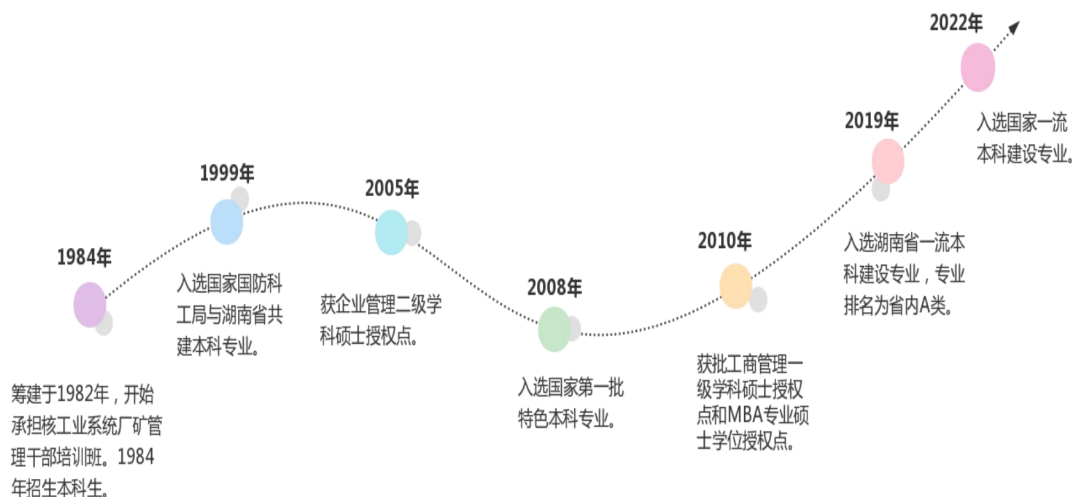 1984年
筹建于1982年，开始
承担核工业系统厂矿管
理干部培训班。1984
年招生本科生。
1999年
入选国家国防科
工局与湖南省共
建本科专业。
2005年
获企业管理二级学
科硕士授权点。
2008年
入选国家第一批
特色本科专业。
2010年
获批工商管理一
级学科硕士授权
点和MBA专业硕
士学位授权点。
2019年
入选湖南省一流本
科建设专业，专业
排名为省内A类。
2022年
入选国家一流
本科建设专业。